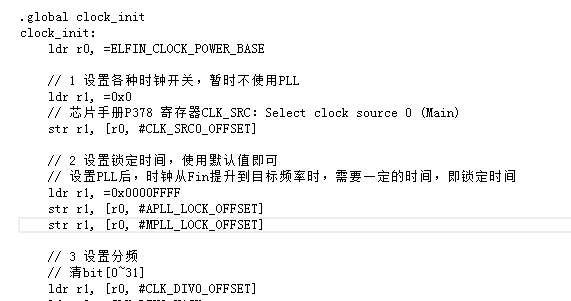 .global clock_init
clock_init:
    ldr r0, =ELFIN_CLOCK_POWER_BASE
    // 1 设置各种时钟开关，暂时不使用PLL
    ldr r1, =0x0
    // 芯片手册P378 寄存器CLK_SRC：Select clock source 0 (Main)
    str r1, [r0, #CLK_SRC0_OFFSET]
    // 2 设置锁定时间，使用默认值即可
    // 设置PLL后，时钟从Fin提升到目标频率时，需要一定的时间，即锁定时间
    ldr r1, =0x0000FFFF
    str r1, [r0, #APLL_LOCK_OFFSET]
    str r1, [r0, #MPLL_LOCK_OFFSET]
    // 3 设置分频
    // 清bit[0~31]
    ldr r1, [r0, #CLK_DIV0_OFFSET]